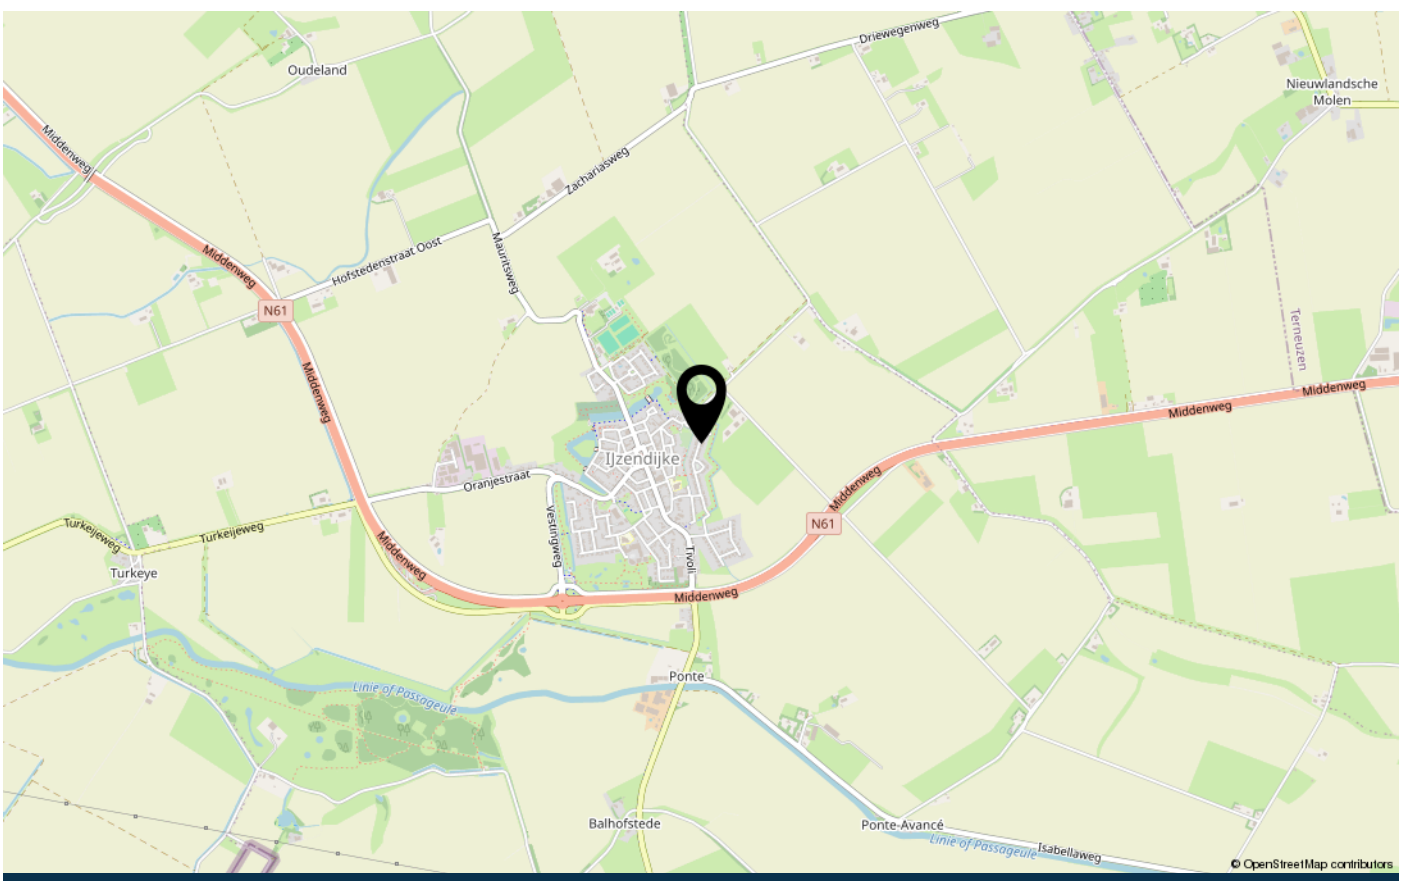 Driewegenweg
Oudeland
Nieuwlandsche
Molen
Middenweg
Zachariasweg
Hofstedenstraat Oost
Mauritsweg
Middenweg
N61
Terneuzen
Middenweg
Middenweg
Middenweg
IJzendijke
Oranjestraat
Middenweg
N61
Vestingweg
Turkeijeweg
Turkeijeweg
Tivoli
Middenweg
Turkeye
Middenweg
Ponte
Linie of Passageule
Balhofstede
Ponte-Avancé
Linie of Passageule
Isabellaweg
© OpenStreetMap contributors